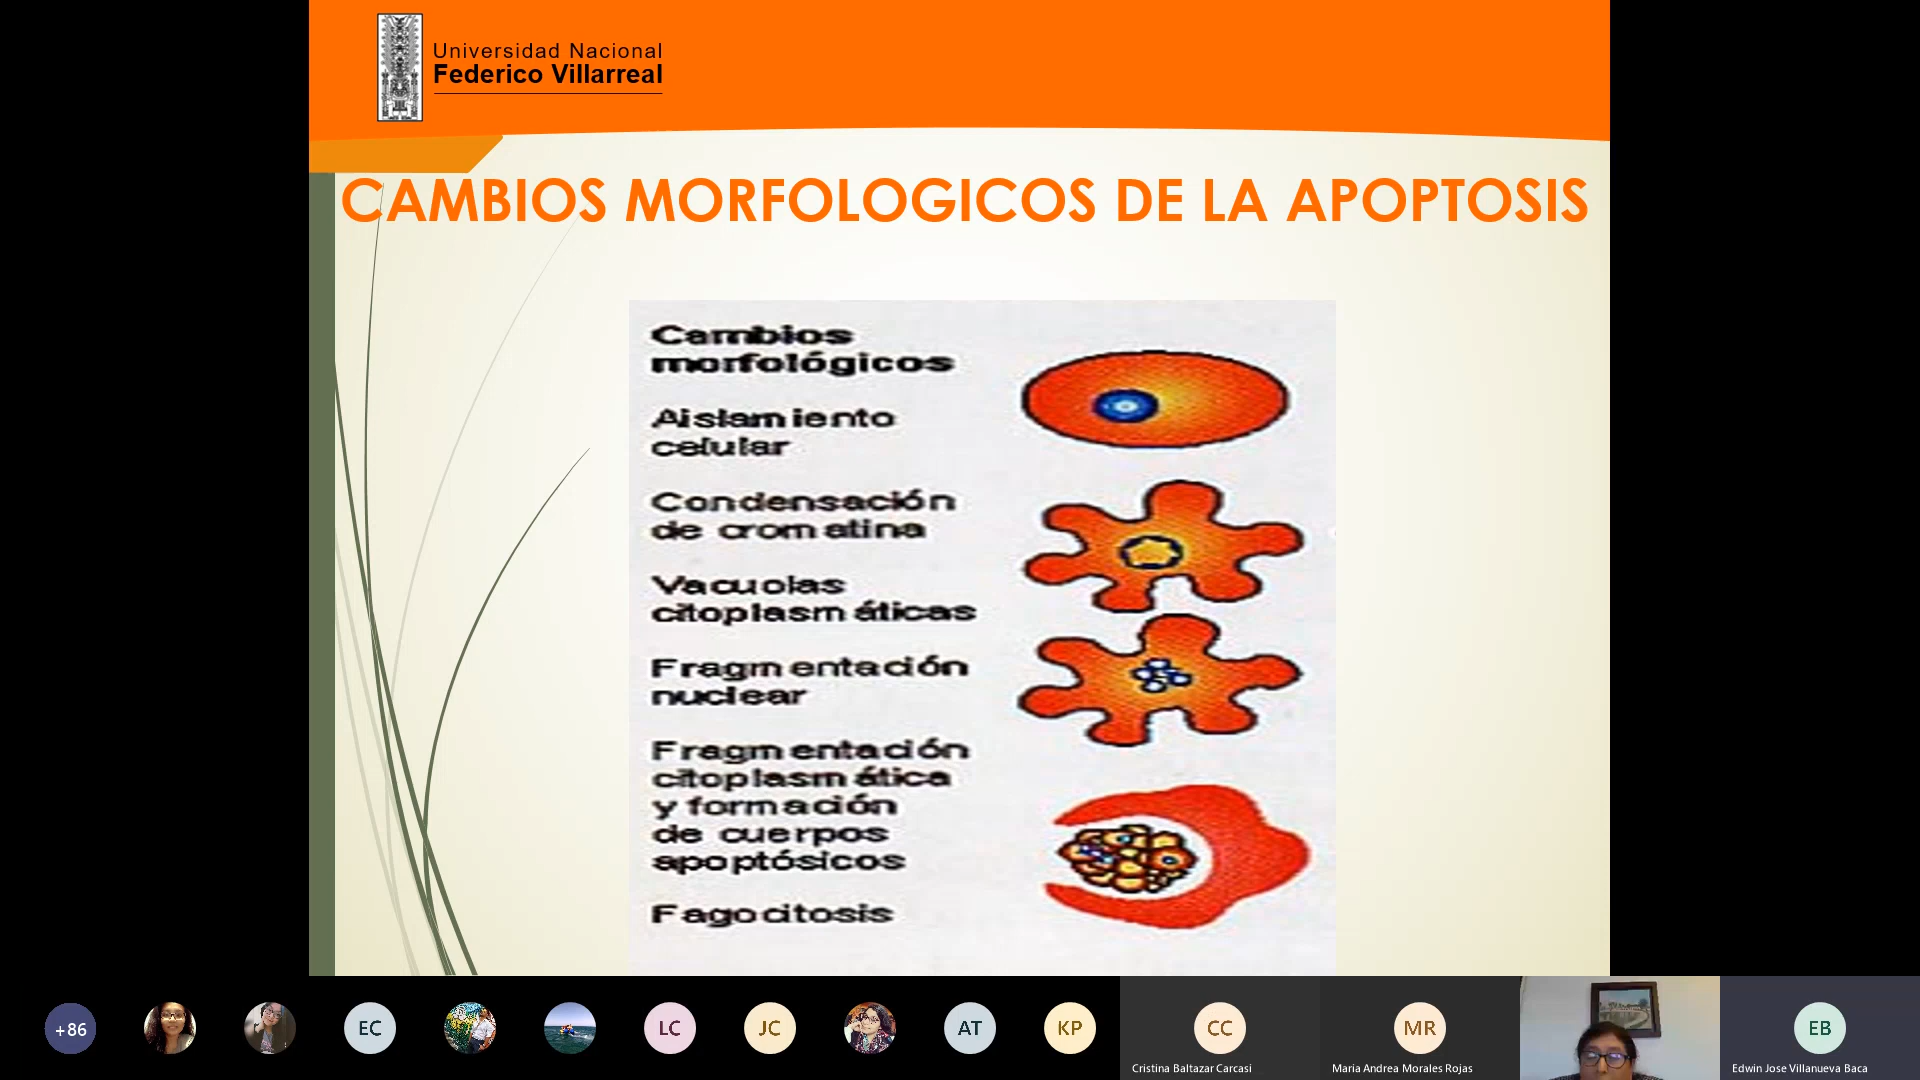 Universidad Nacional
Federico Villarreal
CAMBIOS MORFOLOGICOS DE LA APOPTOSIS
Cambios
morfológicos
Aislamiento
celular
Condensación
de cromatina
Vacuolas
citoplasmáticas
Fragmentación
nuclear
Fragmentación
citoplasmática
y formación
de cuerpos
apoptósicos
Fagocitosis
+86
EC
LC
JC
AT
KP
CC
MR
EB
Cristina Baltazar Carcasi
Maria Andrea Morales Rojas
Edwin Jose Villanueva Baca